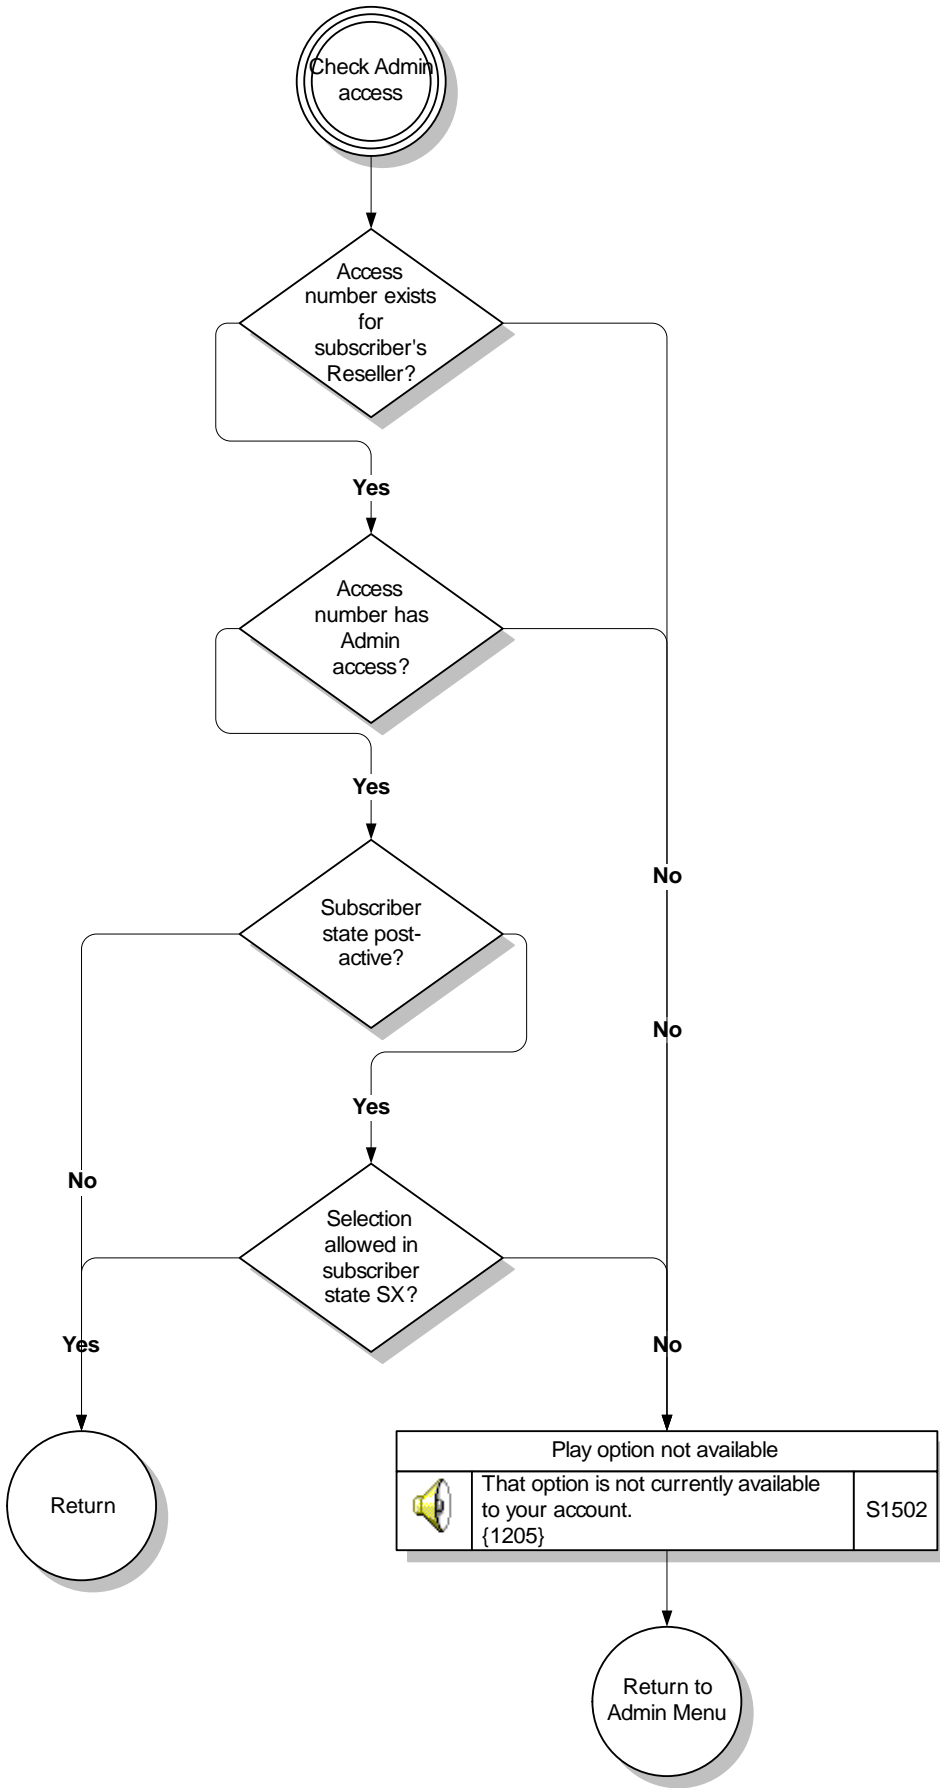 Check Admin
access
Access
number exists
for
subscriber's
Reseller?
Yes
Access
number has
Admin
access?
Yes
No
Subscriber
state post-
active?
No
Yes
No
Selection
allowed in
subscriber
state SX?
Yes
No
Return
Play option not available
That option is not currently available
to your account.
{1205}
S1502
Return to
Admin Menu